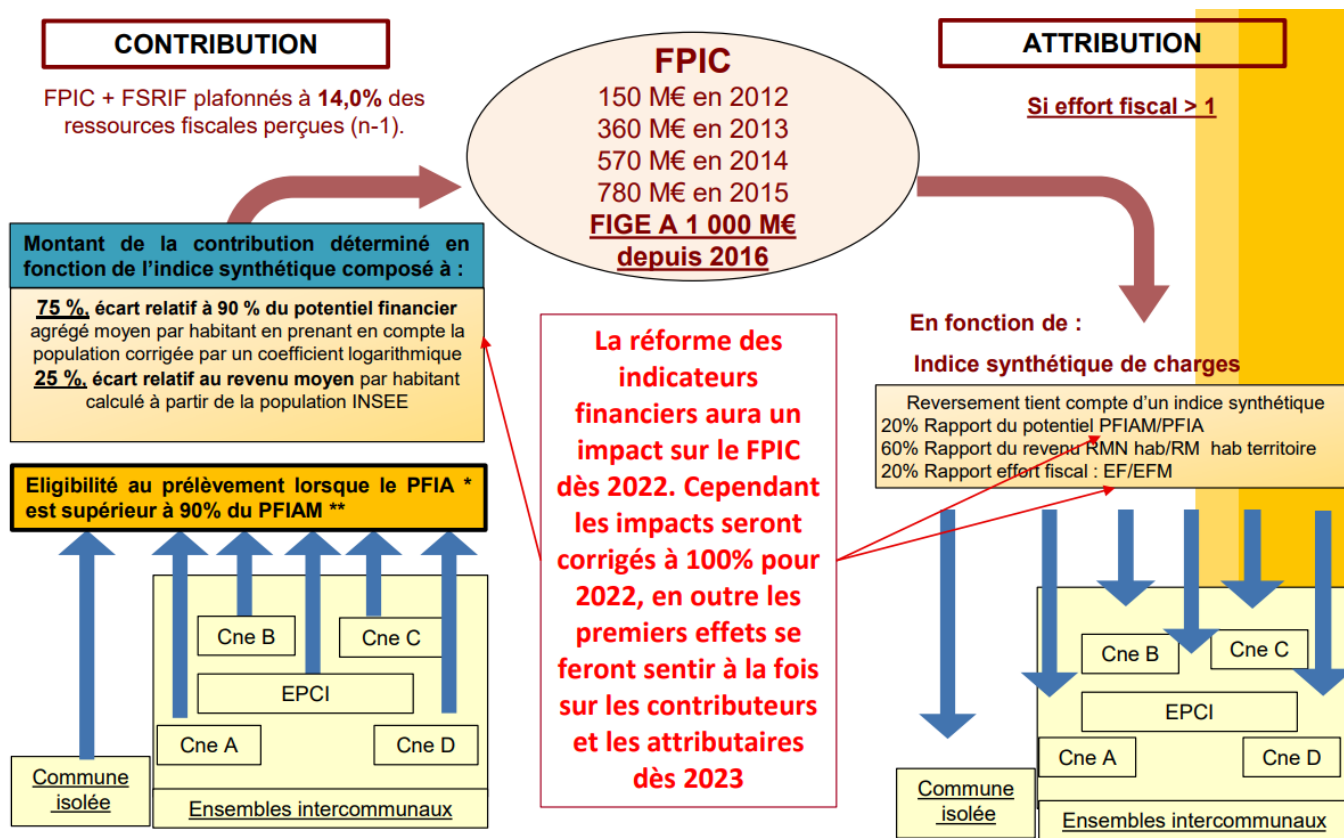 CONTRIBUTION
FPIC + FSRIF plafonnés à 14,0% des
ressources fiscales perçues (n-1).
FPIC
150 M€ en 2012
360 M€ en 2013
570 M€ en 2014
780 M€ en 2015
FIGE A 1 000 M€
depuis 2016
ATTRIBUTION
Si effort fiscal > 1
Montant de la contribution déterminé en
fonction de l'indice synthétique composé à :
75 %, écart relatif à 90 % du potentiel financier
agrégé moyen par habitant en prenant en compte la
population corrigée par un coefficient logarithmique
25 %, écart relatif au revenu moyen par habitant
calculé à partir de la population INSEE
Eligibilité au prélèvement lorsque le PFIA *
est supérieur à 90% du PFIAM **
Cne B
Cne C
EPCI
Cne A
Cne D
Commune
isolée
Ensembles intercommunaux
La réforme des
indicateurs
financiers aura un
impact sur le FPIC
dès 2022. Cependant
les impacts seront
corrigés à 100% pour
2022, en outre les
premiers effets se
feront sentir à la fois
sur les contributeurs
et les attributaires
dès 2023
En fonction de :
Indice synthétique de charges
Reversement tient compte d'un indice synthétique
20% Rapport du potentiel PFIAM/PFIA
60% Rapport du revenu RMN hab/RM hab territoire
20% Rapport effort fiscal : EF/EFM
Cne B
Cne C
EPCI
Cne A
Cne D
Commune
isolée
Ensembles intercommunaux